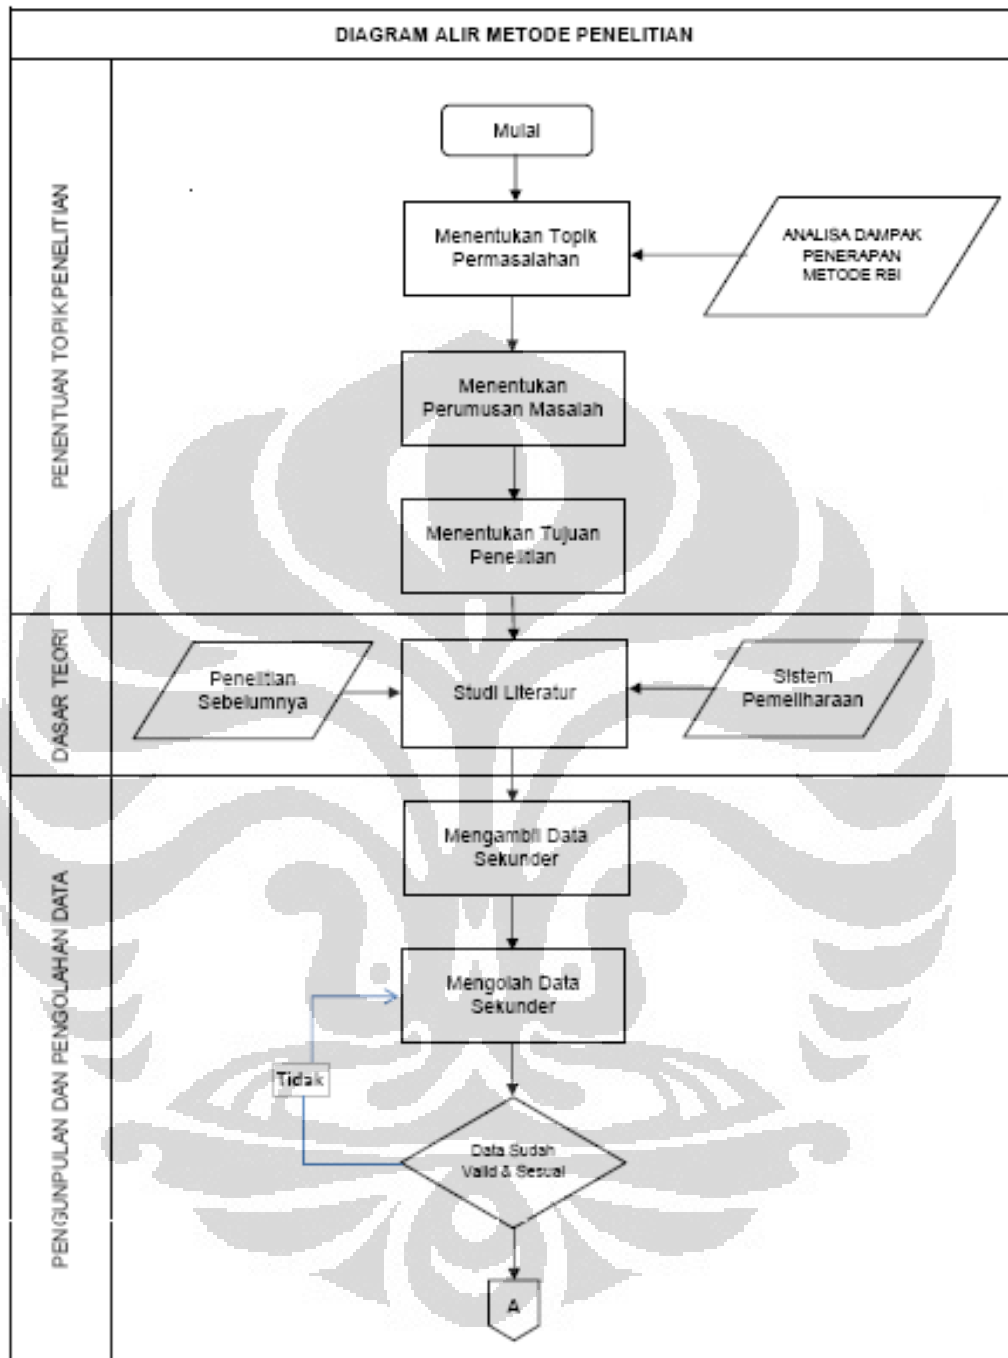 DIAGRAM ALIR METODE PENELITIAN
PENENTUAN TOPIK PENELITIAN
Mulai
Menentukan Topik
Permasalahan
ANALISA DAMPAK
PENERAPAN
METODE RBI
Menentukan
Perumusan Masalah
Menentukan Tujuan
Penelitian
DASAR TEORI
Penelitian
Sebelumnya
Studi Literatur
Sistem
Pemeliharaan
PENGUNPULAN DAN PENGOLAHAN DATA
Mengambil Data
Sekunder
Mengolah Data
Sekunder
Tidak
Data Sudah
Valid & Sesuai
A